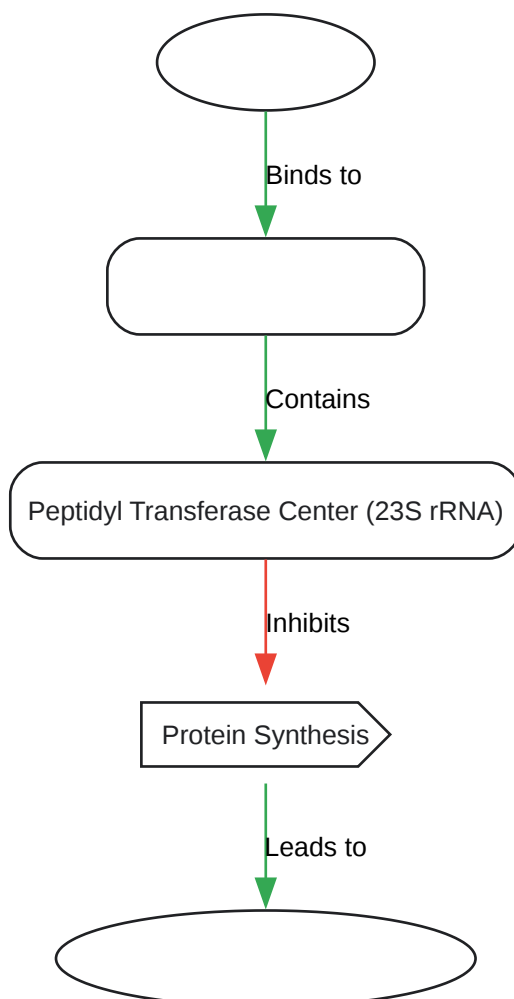 Binds to
Contains
Peptidyl Transferase Center (23S rRNA)
Inhibits
Protein Synthesis
Leads to